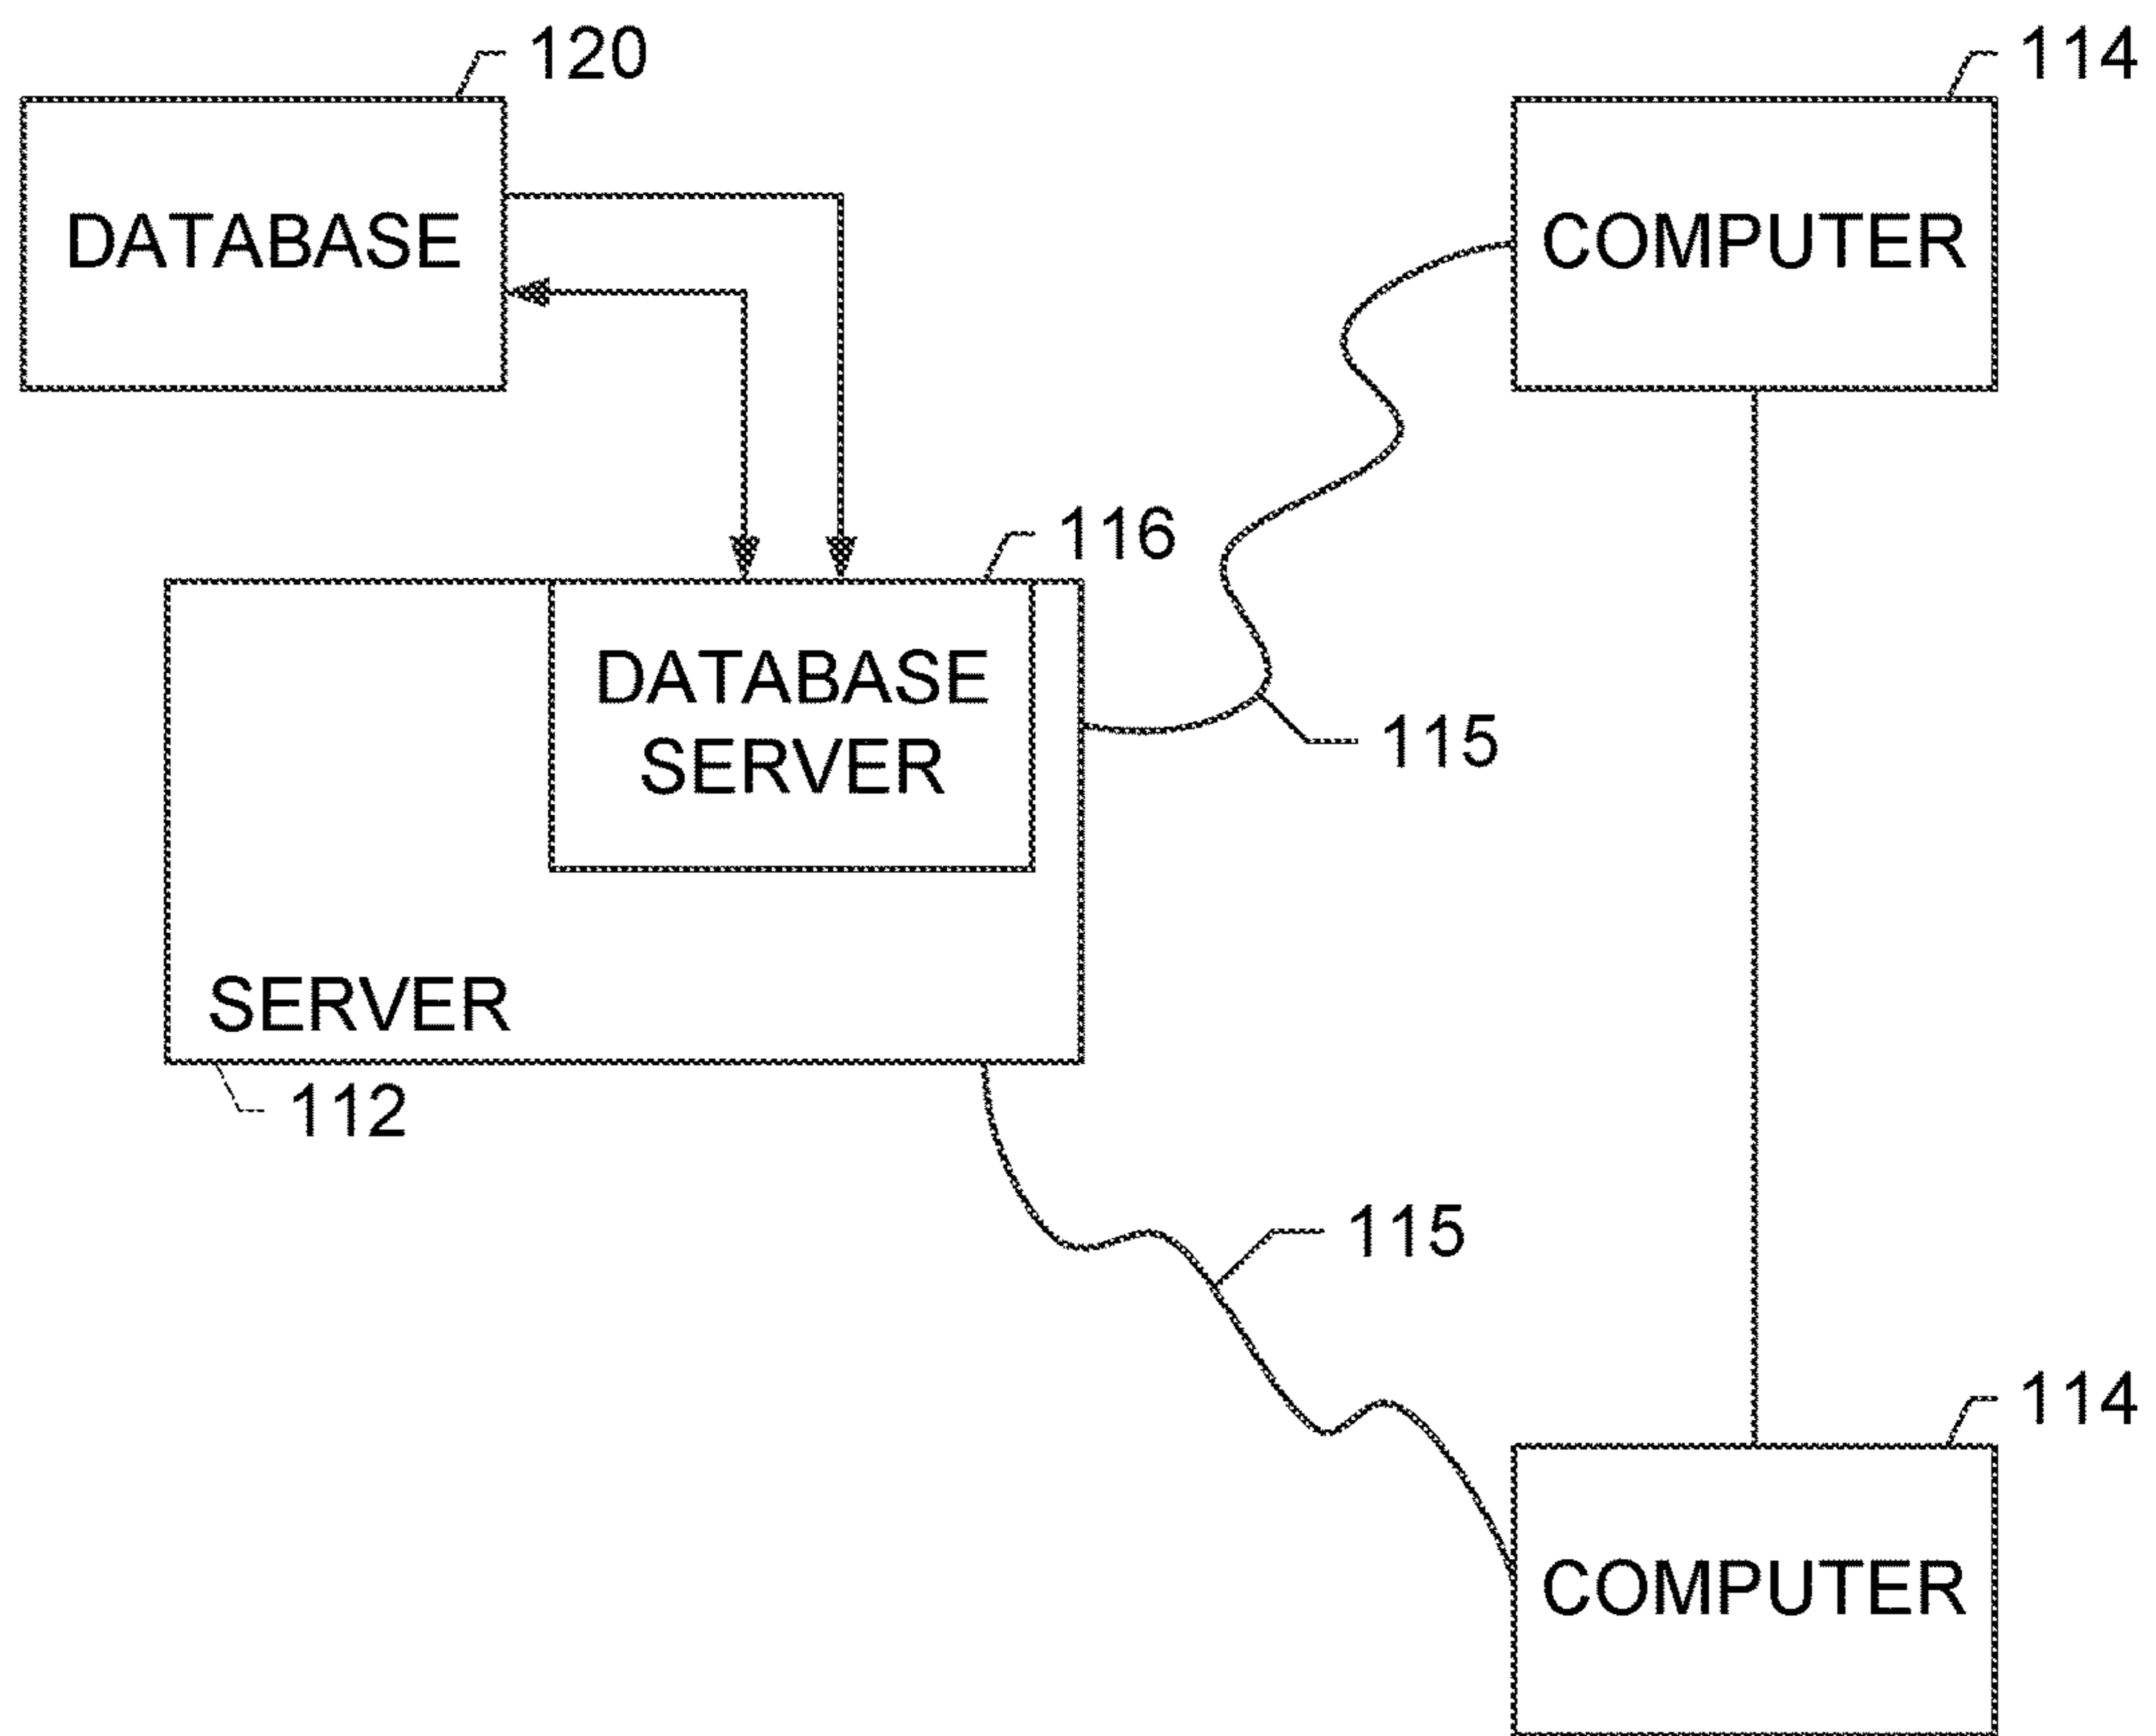 120
114
DATABASE
COMPUTER
116
DATABASE
SERVER
115
SERVER
112
115
114
COMPUTER